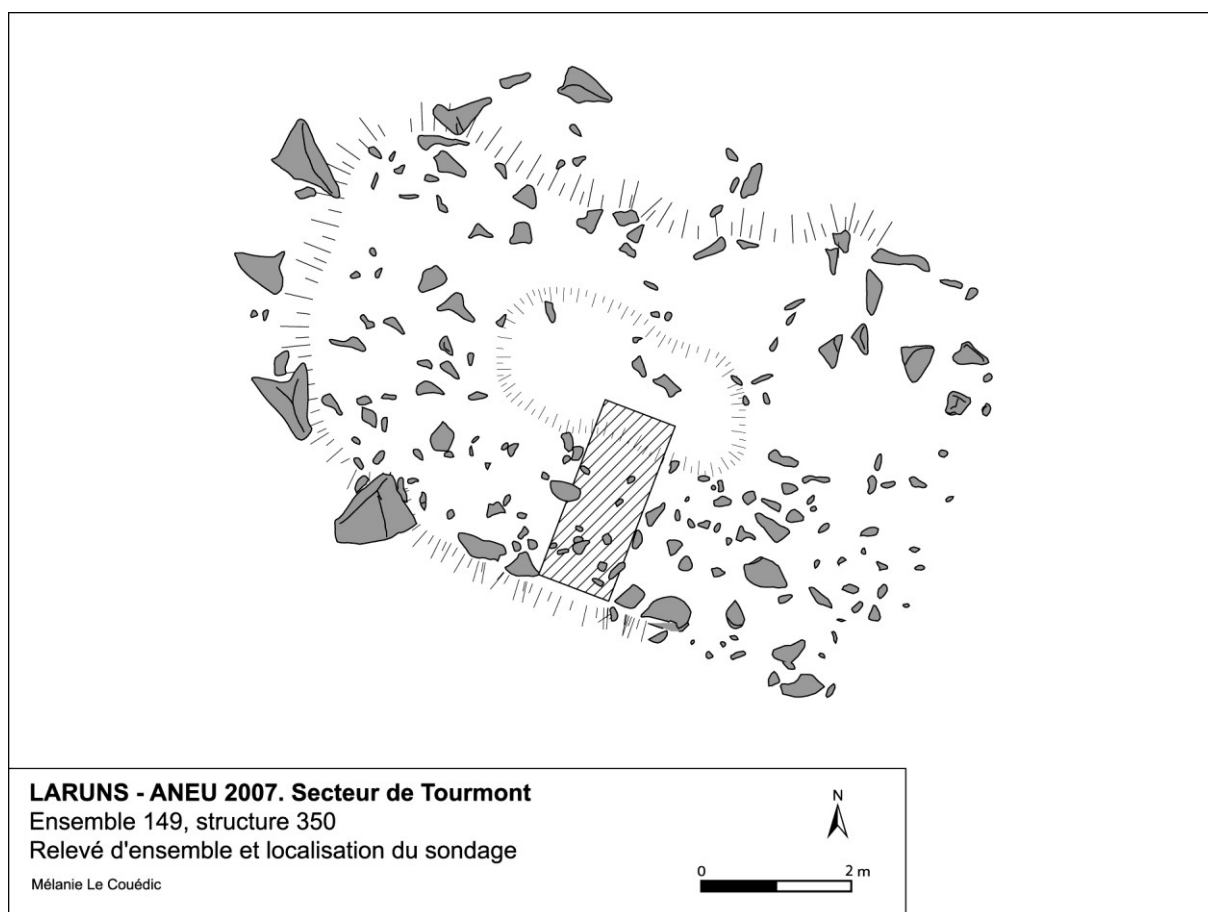 LARUNS - ANEU 2007. Secteur de Tourmont
Ensemble 149, structure 350
Relevé d'ensemble et localisation du sondage
Mélanie Le Couédic
N
0 2 m